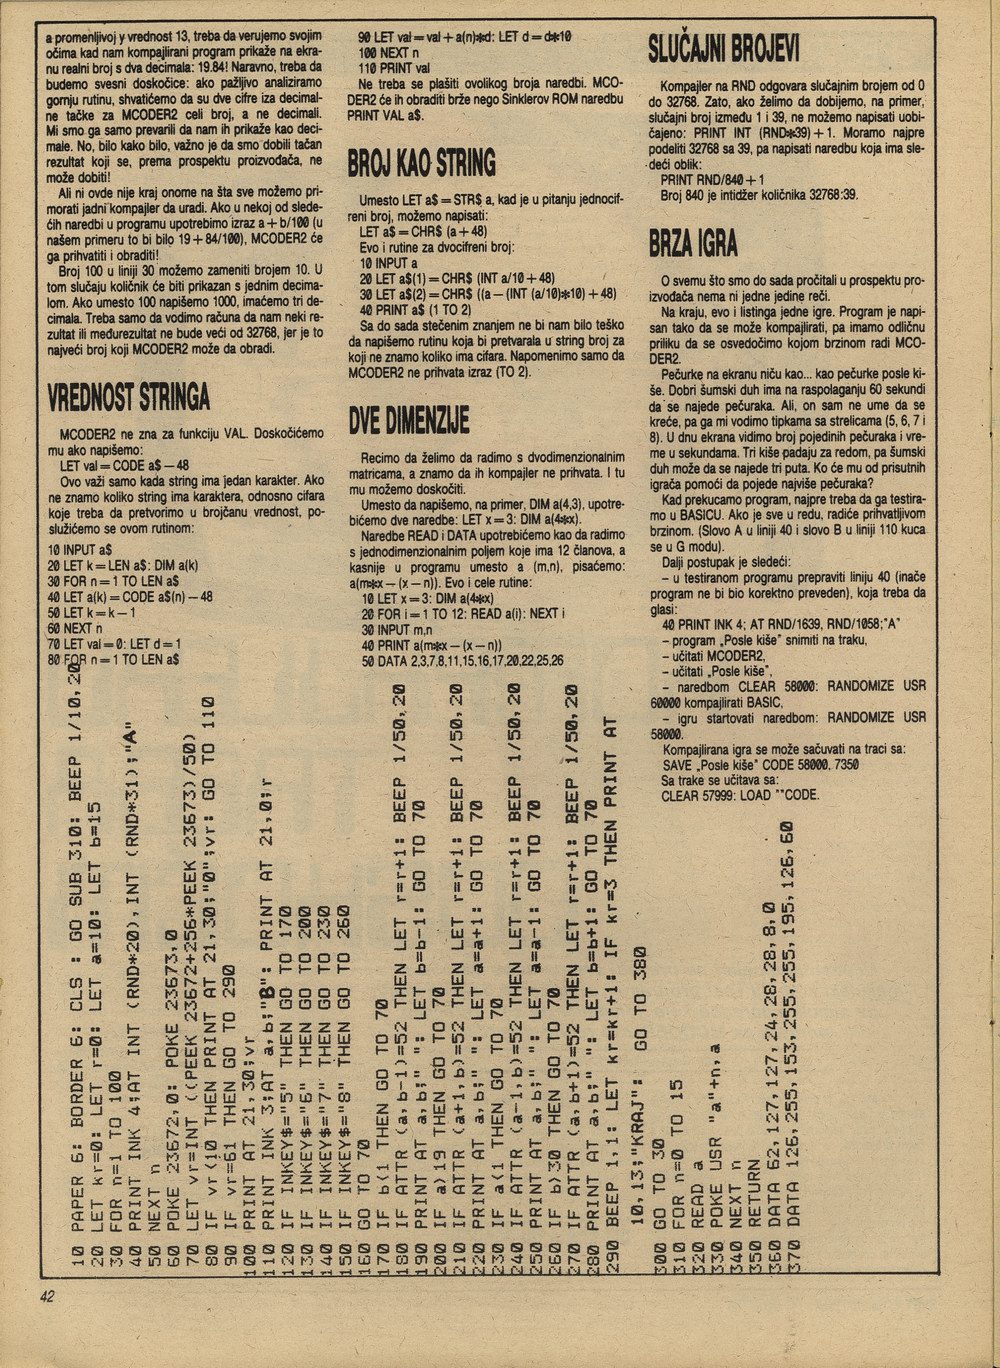 a promenljivoj y vrednost 13, treba da verujemo svojim
očima kad nam kompajlirani program prikaže na ekra-
nu realni broj s dva decimala: 19.84! Naravno, treba da
budemo svesni doskočice: ako pažljivo analiziramo
gornju rutinu, shvatićemo da su dve cifre iza decimal-
ne tačke za MCODER2 celi broj, a ne decimali.
Mi smo ga samo prevarili da nam ih prikaže kao deci-
male. No, bilo kako bilo, važno je da smo dobili tačan
rezultat koji se, prema prospektu proizvođača, ne
može dobiti!
Ali ni ovde nije kraj onome na šta sve možemo pri-
morati jadni kompajler da uradi. Ako u nekoj od slede-
ćih naredbi u programu upotrebimo izraz a+b/100 (u
našem primeru to bi bilo 19+84/100), MCODER2 će
ga prihvatiti i obraditi!
Broj 100 u liniji 30 možemo zameniti brojem 10. U
tom slučaju količnik će biti prikazan s jednim decima-
lom. Ako umesto 100 napišemo 1000, imaćemo tri de-
cimala. Treba samo da vodimo računa da nam neki re-
zultat ili međurezultat ne bude veći od 32768, jer je to
najveći broj koji MCODER2 može da obradi.
VREDNOST STRINGA
MCODER2 ne zna za funkciju VAL. Doskočićemo
mu ako napišemo:
LET val=CODE a$—48
Ovo važi samo kada string ima jedan karakter. Ako
ne znamo koliko string ima karaktera, odnosno cifara
koje treba da pretvorimo u brojčanu vrednost, po-
služićemo se ovom rutinom:
10 INPUT a$
20 LET k=LEN a$: DIM a(k)
30 FOR n=1 TO LEN a$
40 LET a(k)=CODE a$(n)—48
50 LET k=k—1
60 NEXT n
70 LET val=0: LET d=1
80 FOR n=1 TO LEN a$
90 LET val=val+a(n)*d: LET d=d*10
100 NEXT n
110 PRINT val
Ne treba se plašiti ovolikog broja naredbi. MCO-
DER2 će ih obraditi brže nego Sinklerov ROM naredbu
PRINT VAL a$.
BROJ KAO STRING
Umesto LET a$=STR$ a, kad je u pitanju jednocif-
reni broj, možemo napisati:
LET a$=CHR$ (a+48)
Evo i rutine za dvocifreni broj:
10 INPUT a
20 LET a$(1)=CHR$ (INT a/10+48)
30 LET a$(2)=CHR$ ((a—(INT (a/10)*10)+48)
40 PRINT a$ (1 TO 2)
Sa do sada stečenim znanjem ne bi nam bilo teško
da napišemo rutinu koja bi pretvarala u string broj za
koji ne znamo koliko ima cifara. Napomenimo samo da
MCODER2 ne prihvata izraz (TO 2).
DVE DIMENZIJE
Recimo da želimo da radimo s dvodimenzionalnim
matricama, a znamo da ih kompajler ne prihvata. I tu
mu možemo doskočiti.
Umesto da napišemo, na primer, DIM a(4,3), upotre-
bićemo dve naredbe: LET x=3: DIM a(4*x).
Naredbe READ i DATA upotrebićemo kao da radimo
s jednodimenzionalnim poljem koje ima 12 članova, a
kasnije u programu umesto a (m,n), pisaćemo:
a(m*x—(x—n)). Evo i cele rutine:
10 LET x=3: DIM a(4*x)
20 FOR i=1 TO 12: READ a(i): NEXT i
30 INPUT m,n
40 PRINT a(m*x—(x—n))
50 DATA 2,3,7,8,11,15,16,17,20,22,25,26
SLUČAJNI BROJEVI
Kompajler na RND odgovara slučajnim brojem od 0
do 32768. Zato, ako želimo da dobijemo, na primer,
slučajni broj između 1 i 39, ne možemo napisati uobi-
čajeno: PRINT INT (RND*39)+1. Moramo najpre
podeliti 32768 sa 39, pa napisati naredbu koja ima sle-
deći oblik:
PRINT RND/840+1
Broj 840 je intidžer količnika 32768:39.
BRZA IGRA
O svemu što smo do sada pročitali u prospektu pro-
izvođača nema ni jedne jedine reči.
Na kraju, evo i listinga jedne igre. Program je napi-
san tako da se može kompajlirati, pa imamo odličnu
priliku da se osvedočimo kojom brzinom radi MCO-
DER2.
Pečurke na ekranu niču kao... kao pečurke posle ki-
še. Dobri šumski duh ima na raspolaganju 60 sekundi
da se najede pečuraka. Ali, on sam ne ume da se
kreće, pa ga mi vodimo tipkama sa strelicama (5, 6, 7 i
8). U dnu ekrana vidimo broj pojedinih pečuraka i vre-
me u sekundama. Tri kiše padaju za redom, pa šumski
duh može da se najede tri puta. Ko će mu od prisutnih
igrača pomoći da pojede najviše pečuraka?
Kad prekucamo program, najpre treba da ga testira-
mo u BASICU. Ako je sve u redu, radiće prihvatljivom
brzinom. (Slovo A u liniji 40 i slovo B u liniji 110 kuca
se u G modu).
Dalji postupak je sledeći:
— u testiranom programu prepraviti liniju 40 (inače
program ne bi bio korektno preveden), koja treba da
glasi:
40 PRINT INK 4; AT RND/1639, RND/1058;"A"
— program „Posle kiše" snimiti na traku,
— učitati MCODER2,
— učitati „Posle kiše",
— naredbom CLEAR 58000: RANDOMIZE USR
60000 kompajlirati BASIC,
— igru startovati naredbom: RANDOMIZE USR
58000.
Kompajlirana igra se može sačuvati na traci sa:
SAVE „Posle kiše" CODE 58000, 7350
Sa trake se učitava sa:
CLEAR 57999: LOAD ""CODE.
10 PAPER 6: BORDER 6: CLS : GO SUB 310: BEEP 1/10,20
20 LET kr=0: LET r=0: LET a=10: LET b=15
30 FOR n=1 TO 100
40 PRINT INK 4;AT INT (RND*20),INT (RND*31);"A"
50 NEXT n
60 POKE 23672,0: POKE 23673,0
70 LET vr=INT ((PEEK 23672+256*PEEK 23673)/50)
80 IF vr<10 THEN PRINT AT 21,30;"0";vr: GO TO 110
90 IF vr=61 THEN GO TO 290
100 PRINT AT 21,30;vr
110 PRINT INK 3;AT a,b;"B": PRINT AT 21,0;r
120 IF INKEY$="5" THEN GO TO 170
130 IF INKEY$="6" THEN GO TO 200
140 IF INKEY$="7" THEN GO TO 230
150 IF INKEY$="8" THEN GO TO 260
160 GO TO 70
170 IF b<1 THEN GO TO 70
180 IF ATTR (a,b-1)=52 THEN LET r=r+1: BEEP 1/50,20
190 PRINT AT a,b;" ": LET b=b-1: GO TO 70
200 IF a>19 THEN GO TO 70
210 IF ATTR (a+1,b)=52 THEN LET r=r+1: BEEP 1/50,20
220 PRINT AT a,b;" ": LET a=a+1: GO TO 70
230 IF a<1 THEN GO TO 70
240 IF ATTR (a-1,b)=52 THEN LET r=r+1: BEEP 1/50,20
250 PRINT AT a,b;" ": LET a=a-1: GO TO 70
260 IF b>30 THEN GO TO 70
270 IF ATTR (a,b+1)=52 THEN LET r=r+1: BEEP 1/50,20
280 PRINT AT a,b;" ": LET b=b+1: GO TO 70
290 BEEP 1,1: LET kr=kr+1: IF kr=3 THEN PRINT AT
10,13;"KRAJ": GO TO 380
300 GO TO 30
310 FOR n=0 TO 15
320 READ a
330 POKE USR "a"+n,a
340 NEXT n
350 RETURN
360 DATA 62,127,127,24,28,28,8,0
370 DATA 126,255,153,255,255,195,126,60
42